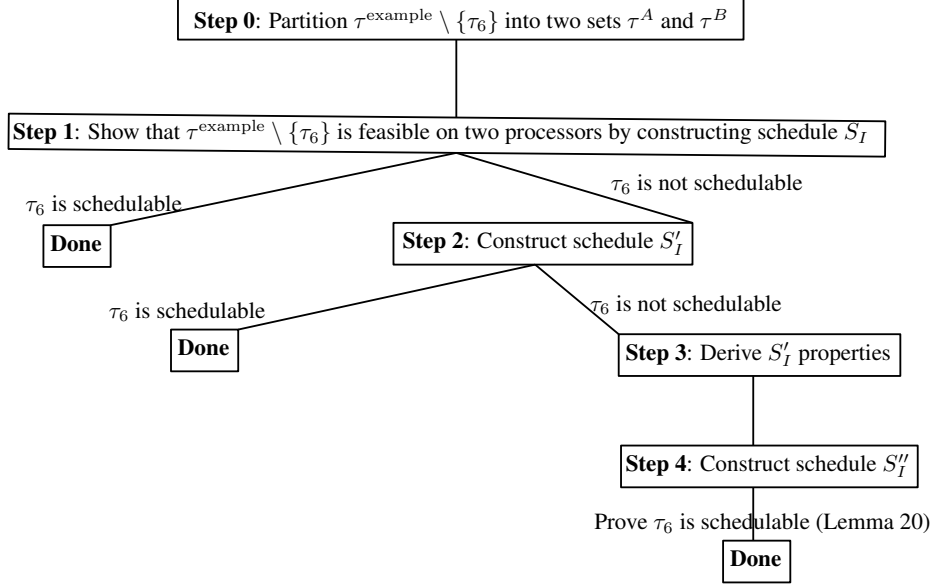 Step 0: Partition τ^example \ {τ₆} into two sets τ^A and τ^B
Step 1: Show that τ^example \ {τ₆} is feasible on two processors by constructing schedule S_I
τ₆ is not schedulable
τ₆ is schedulable
Done
Step 2: Construct schedule S′_I
τ₆ is schedulable
τ₆ is not schedulable
Done
Step 3: Derive S′_I properties
Step 4: Construct schedule S″_I
Prove τ₆ is schedulable (Lemma 20)
Done